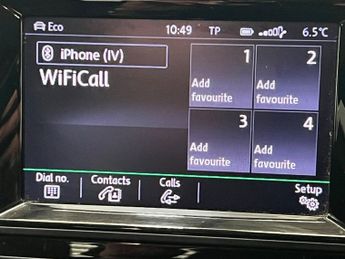 Eco 10:49 TP 6.5°C
iPhone (IV)
WiFiCall
1
Add
favourite
2
Add
favourite
3
Add
favourite
4
Add
favourite
Dial no. Contacts Calls Setup